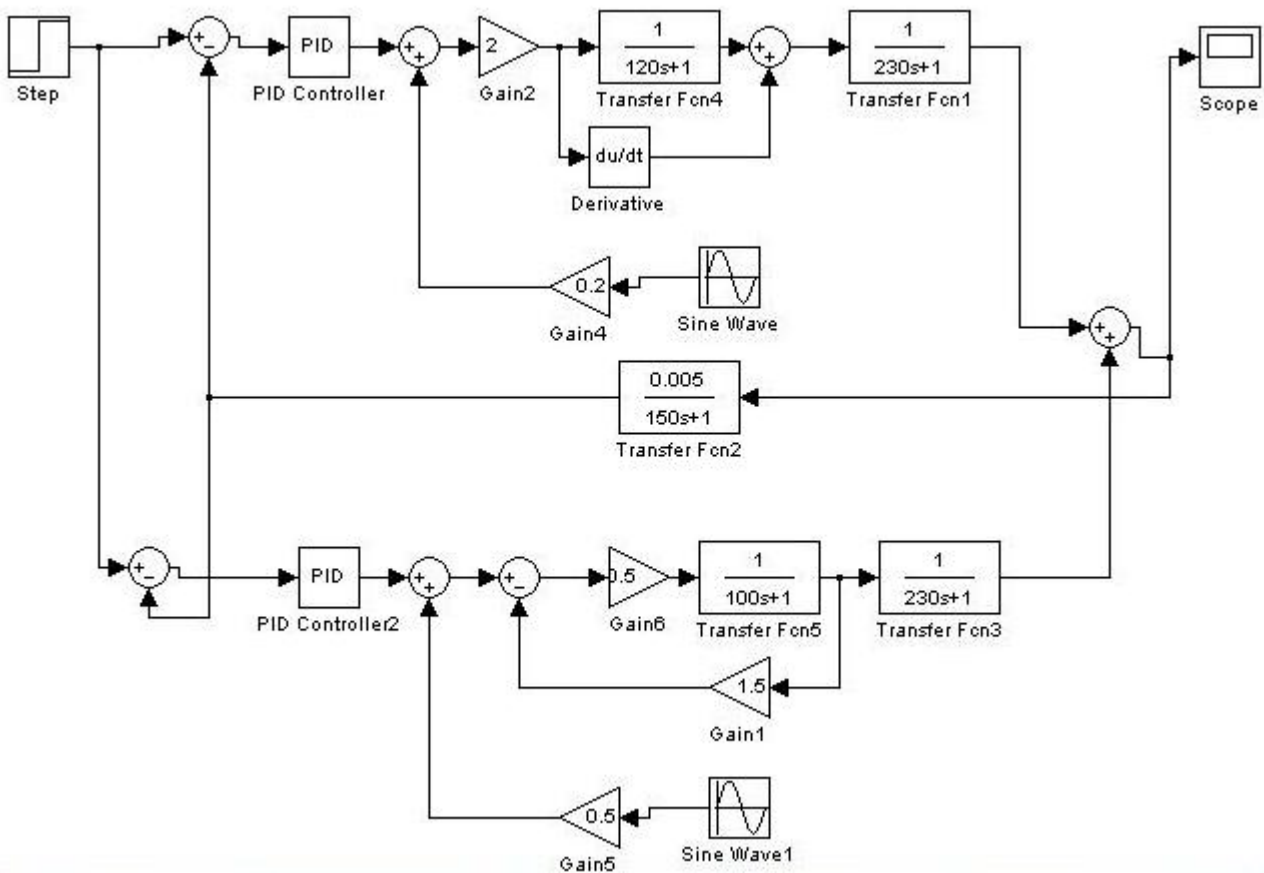 Step
+
−
PID
PID Controller
+
+
2
Gain2
1
120s+1
Transfer Fcn4
+
+
1
230s+1
Transfer Fcn1
Scope
du/dt
Derivative
0.2
Gain4
Sine Wave
+
+
0.005
150s+1
Transfer Fcn2
+
−
PID
PID Controller2
+
+
+
−
0.5
Gain6
1
100s+1
Transfer Fcn5
1
230s+1
Transfer Fcn3
1.5
Gain1
0.5
Gain5
Sine Wave1